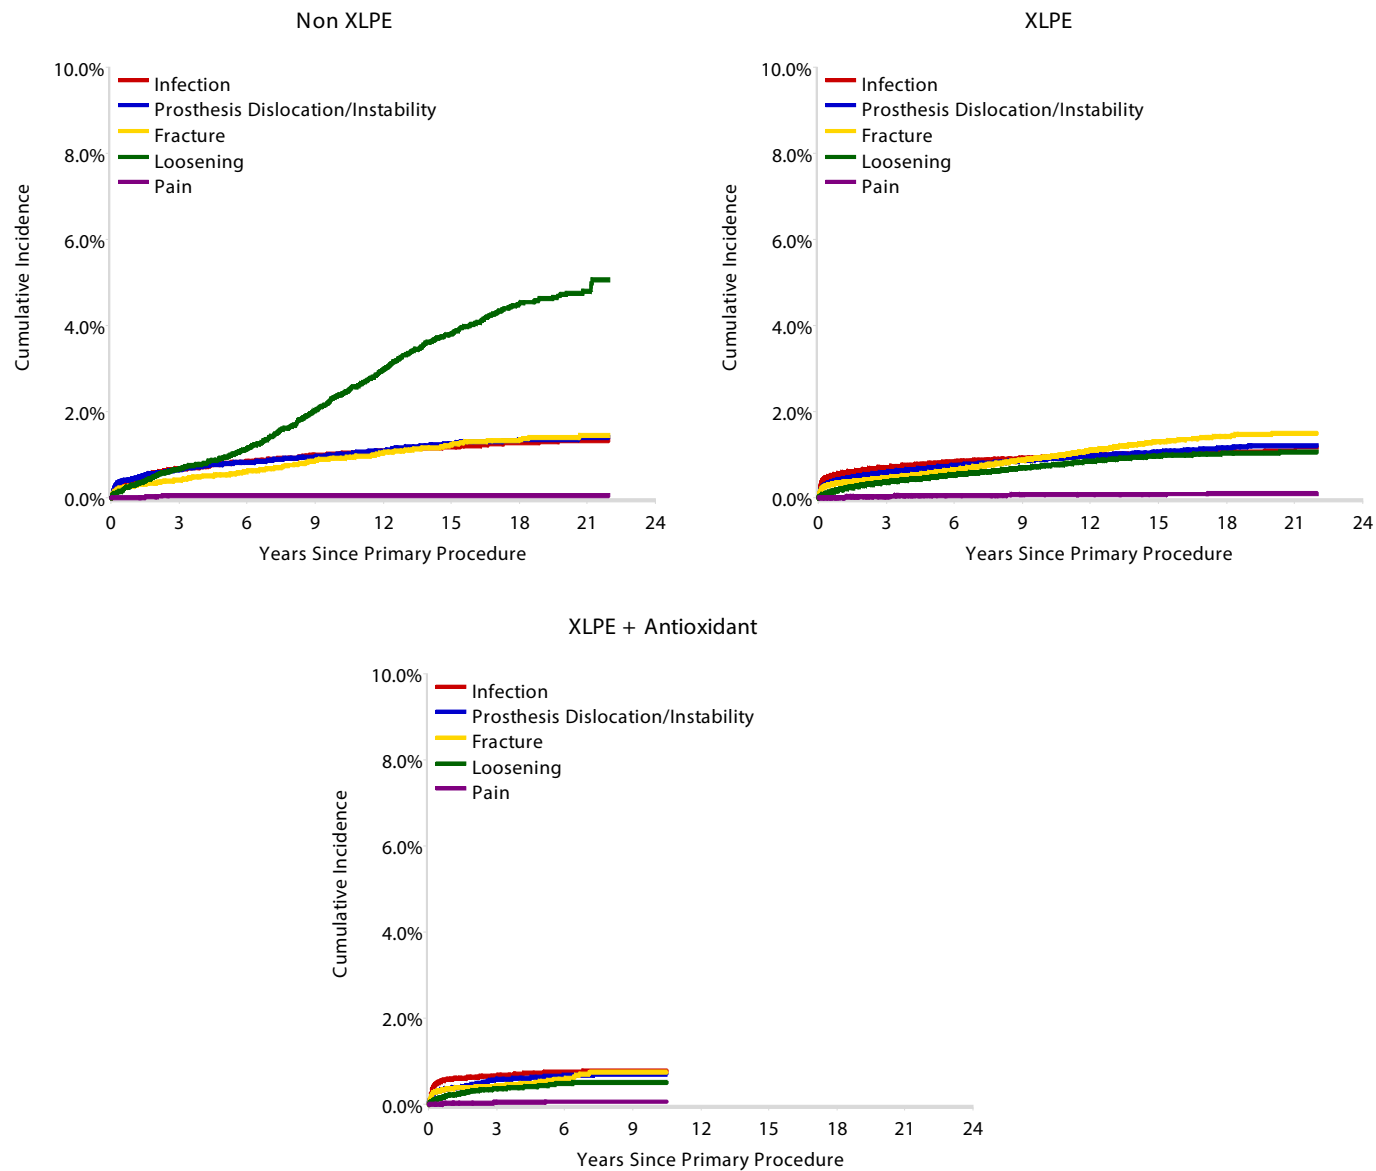 Non XLPE
10.0%
8.0%
6.0%
4.0%
2.0%
0.0%
Cumulative Incidence
Infection
Prosthesis Dislocation/Instability
Fracture
Loosening
Pain
0 3 6 9 12 15 18 21 24
Years Since Primary Procedure
XLPE
10.0%
8.0%
6.0%
4.0%
2.0%
0.0%
Cumulative Incidence
Infection
Prosthesis Dislocation/Instability
Fracture
Loosening
Pain
0 3 6 9 12 15 18 21 24
Years Since Primary Procedure
XLPE + Antioxidant
10.0%
8.0%
6.0%
4.0%
2.0%
0.0%
Cumulative Incidence
Infection
Prosthesis Dislocation/Instability
Fracture
Loosening
Pain
0 3 6 9 12 15 18 21 24
Years Since Primary Procedure